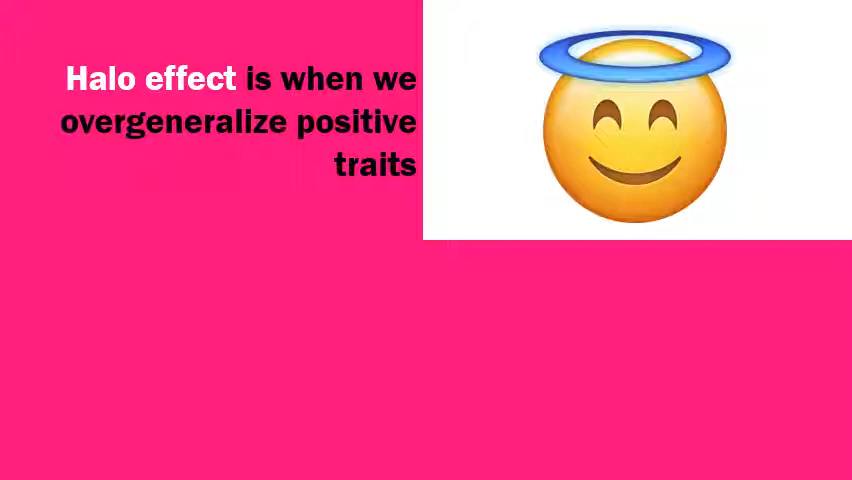 Halo effect is when we
overgeneralize positive
traits